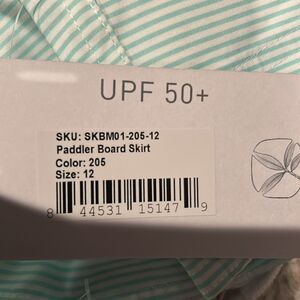 UPF 50+
SKU: SKBM01-205-12
Paddler Board Skirt
Color: 205
Size: 12
8 44531 15147 9